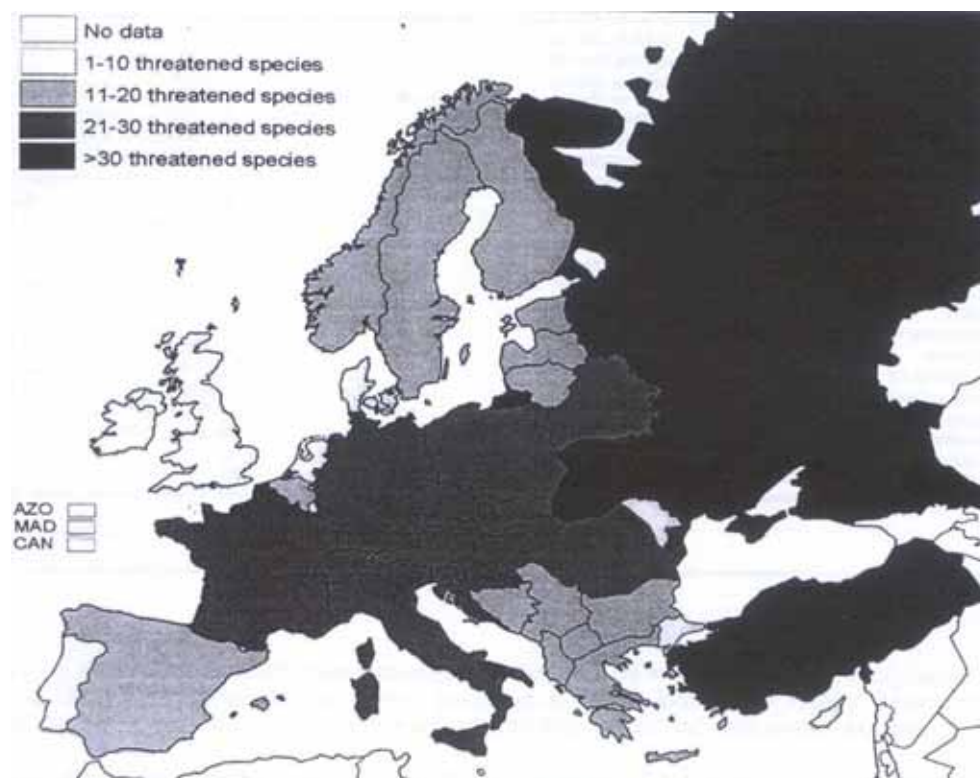 No data
1-10 threatened species
11-20 threatened species
21-30 threatened species
>30 threatened species
AZO
MAD
CAN